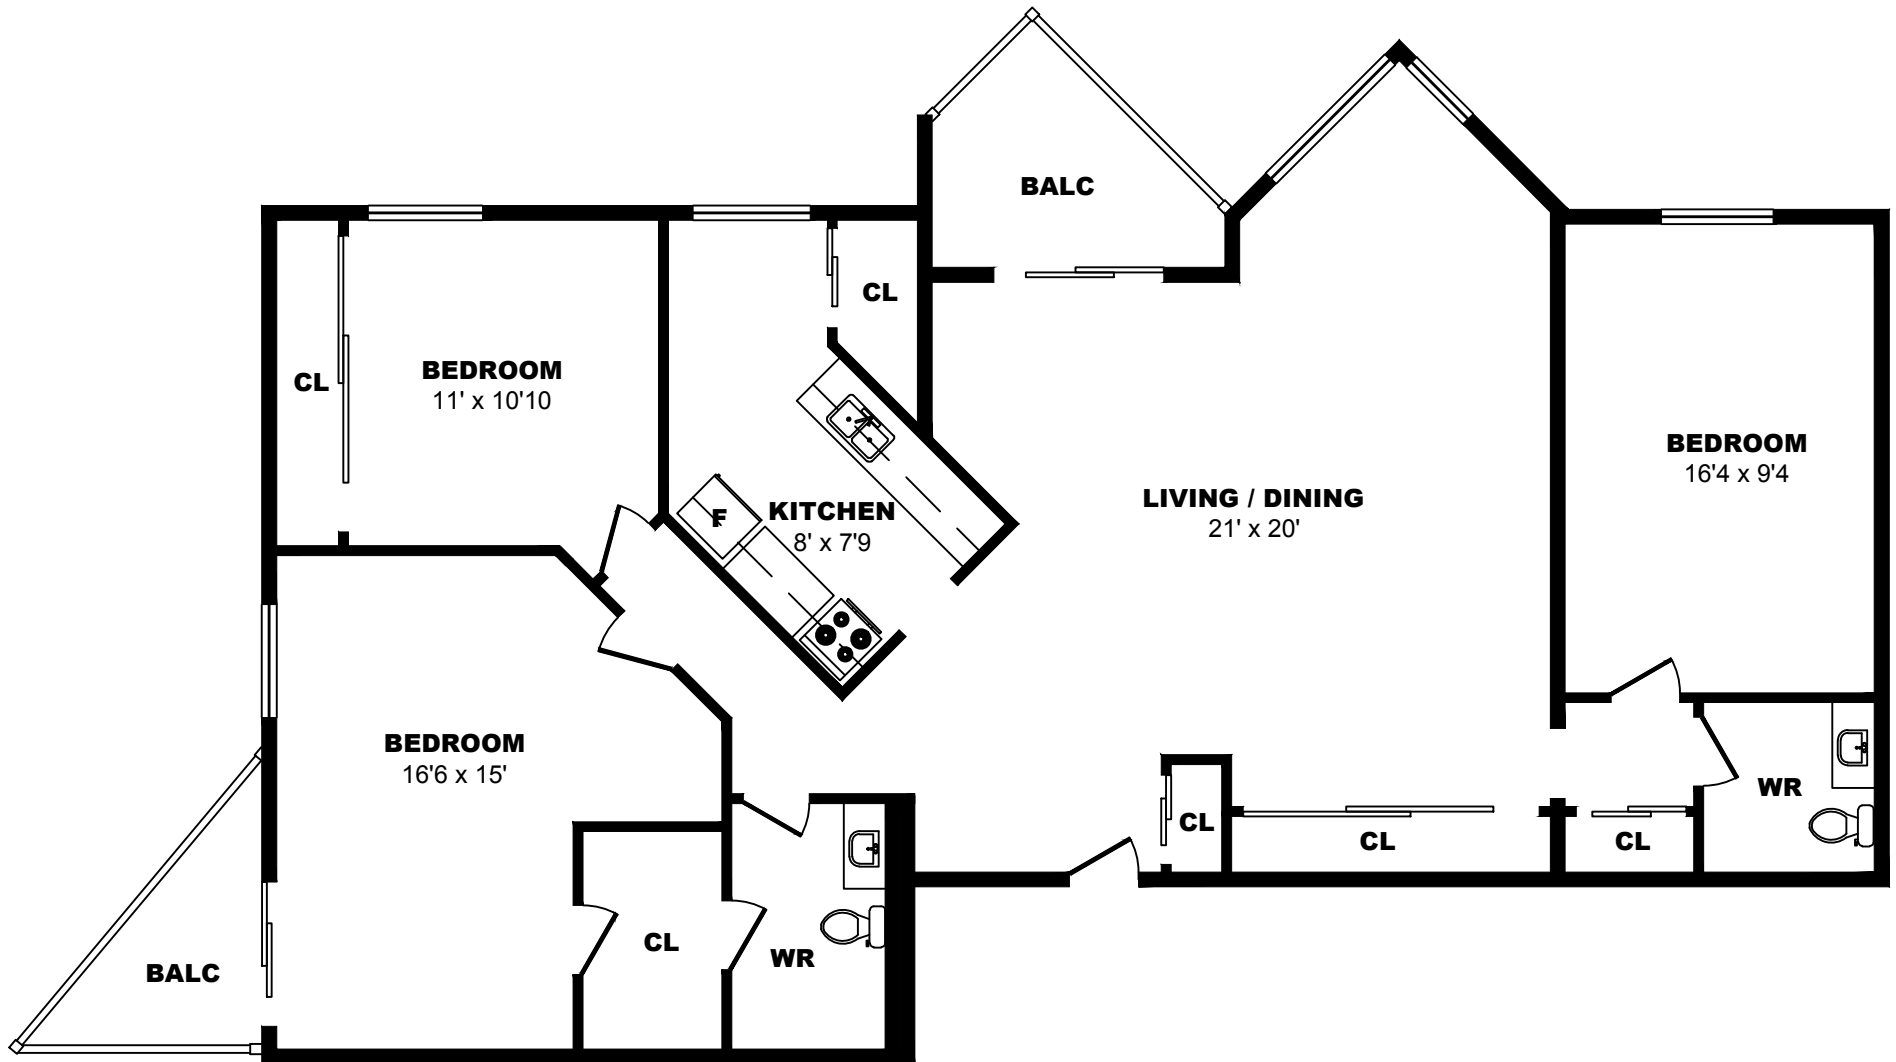 BALC
CL
BEDROOM
11' x 10'10
CL
BEDROOM
16'4 x 9'4
LIVING / DINING
21' x 20'
F
KITCHEN
8' x 7'9
BEDROOM
16'6 x 15'
WR
CL
CL
CL
CL
WR
BALC